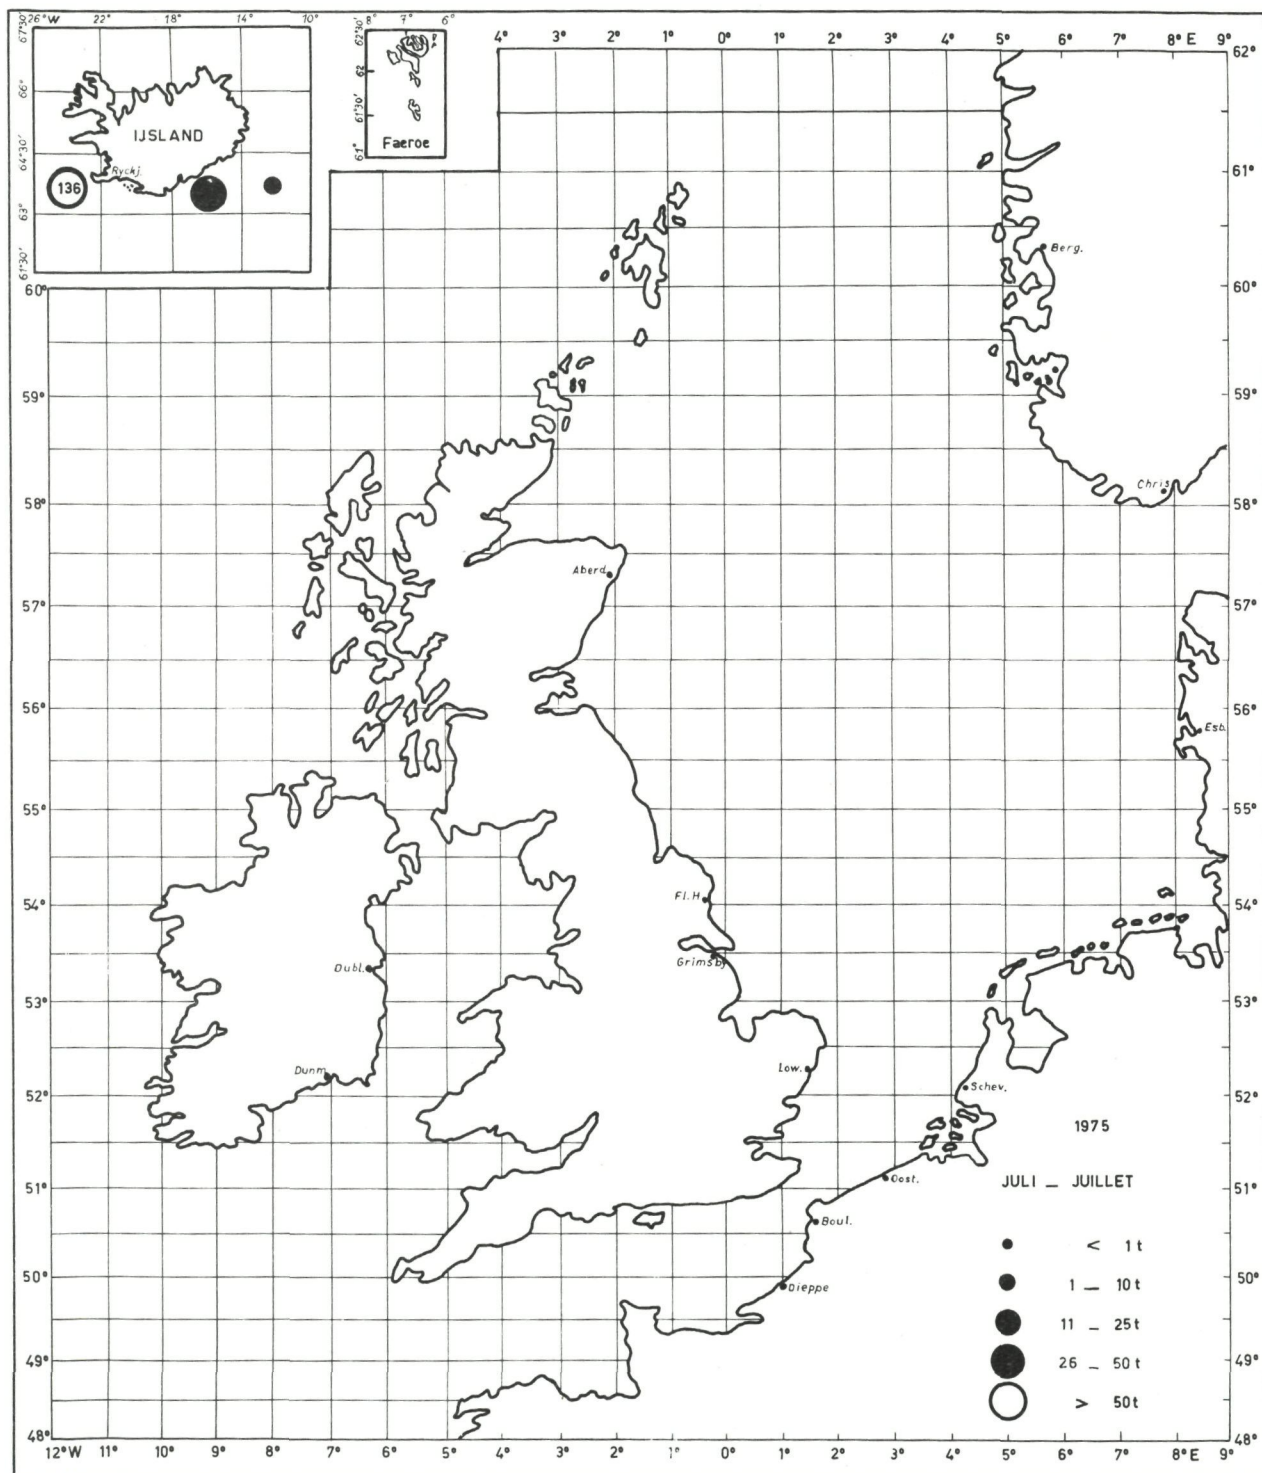 26°W 22° 18° 14° 10°
67°30' 66° 64°30' 63° 61°30'
IJSLAND
Ryckj.
136
8° 7° 6°
62°30' 62 61°30' 61°
Faeroe
4° 3° 2° 1° 0° 1° 2° 3° 4° 5° 6° 7° 8° E 9°
62°
61°
60° 60°
59° 59°
58° 58°
57° 57°
56° 56°
55° 55°
54° 54°
53° 53°
52° 52°
51° 51°
50° 50°
49° 49°
48° 48°
Berg.
Chris
Aberd.
Esb.
Fl. H.
Dubl.
Grimsby
Dunm.
Low.
Schev.
Oost.
Boul.
Dieppe
1975
JULI _ JUILLET
< 1 t
1 _ 10 t
11 _ 25 t
26 _ 50 t
> 50 t
12°W 11° 10° 9° 8° 7° 6° 5° 4° 3° 2° 1° 0° 1° 2° 3° 4° 5° 6° 7° 8° E 9°